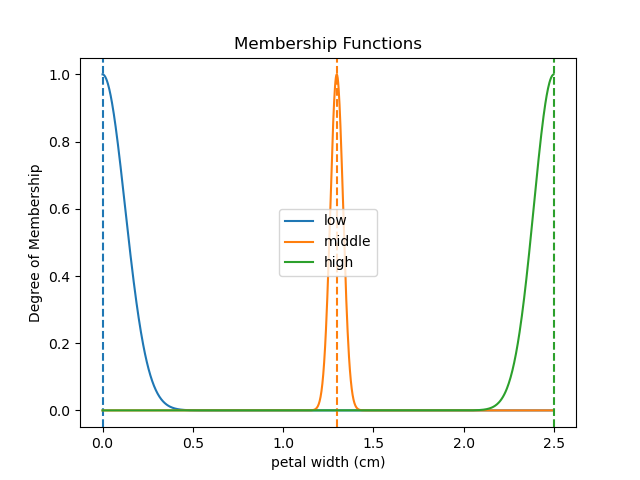 Membership Functions
Degree of Membership
1.0
0.8
0.6
0.4
0.2
0.0
low
middle
high
0.0 0.5 1.0 1.5 2.0 2.5
petal width (cm)